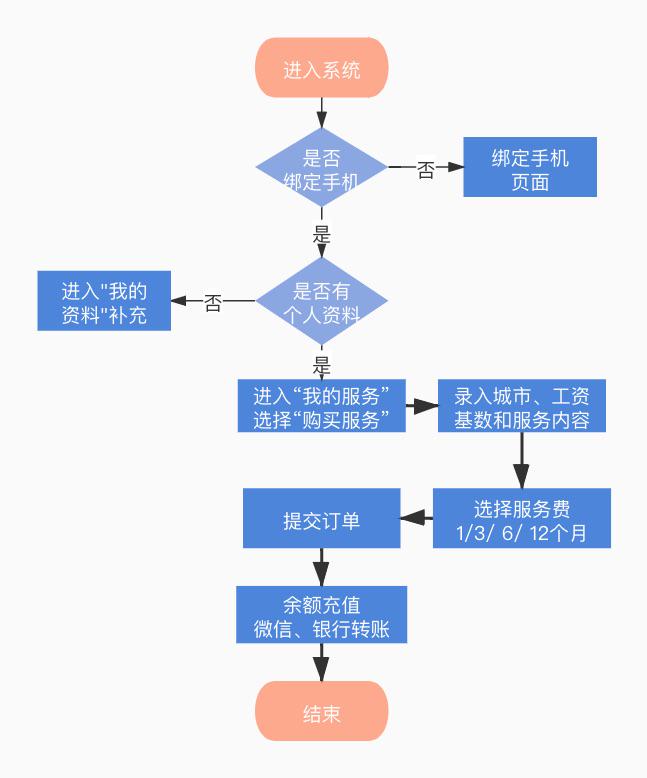 进入系统
是否
绑定手机
否
绑定手机
页面
是
是否有
个人资料
否
进入"我的
资料"补充
是
进入“我的服务”
选择“购买服务”
录入城市、工资
基数和服务内容
选择服务费
1/3/ 6/ 12个月
提交订单
余额充值
微信、银行转账
结束